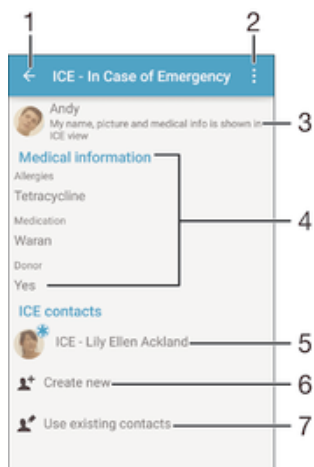 1 2
ICE - In Case of Emergency
Andy
My name, picture and medical info is shown in
ICE view
3
Medical information
Allergies
Tetracycline
Medication
Waran
4
Donor
Yes
ICE contacts
ICE - Lily Ellen Ackland 5
Create new 6
Use existing contacts 7